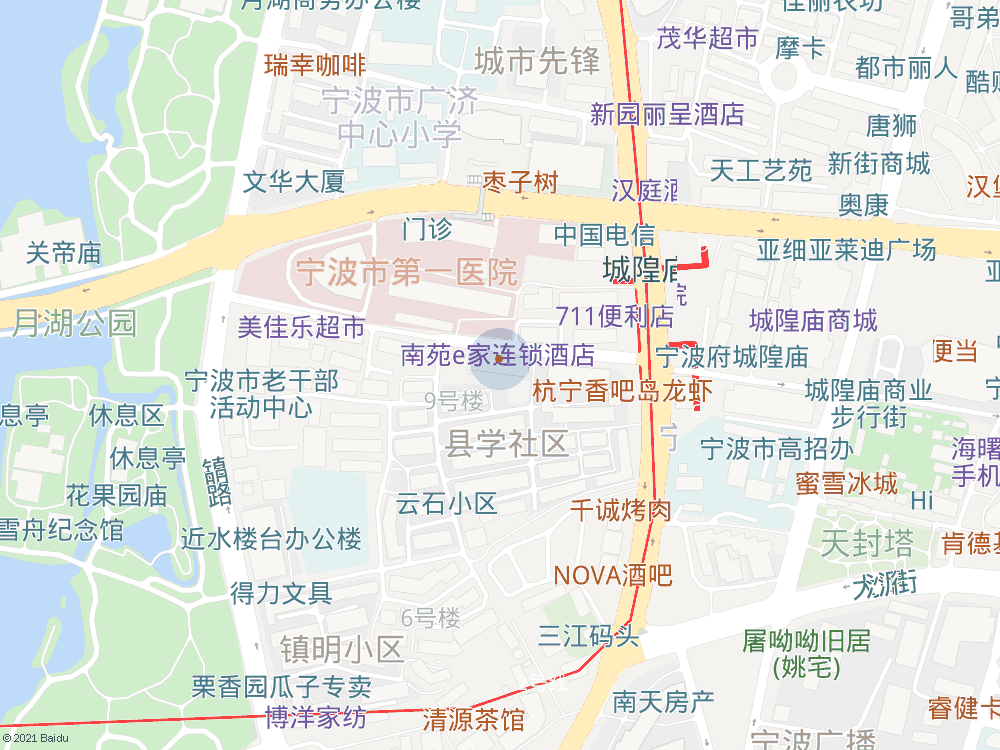 月湖商务办公楼
佳丽衣坊
哥弟
茂华超市
摩卡
瑞幸咖啡
城市先锋
都市丽人
酷贝
宁波市广济
中心小学
新园丽呈酒店
唐狮
新街商城
天工艺苑
文华大厦
枣子树
汉庭酒
汉堡
奥康
门诊
中国电信
关帝庙
亚细亚莱迪广场
亚
宁波市第一医院
城隍庙
院
月湖公园
美佳乐超市
711便利店
城隍庙商城
南苑e家连锁酒店
宁波府城隍庙
便当
宁波市老干部
活动中心
9号楼
杭宁香吧岛龙虾
城隍庙商业
步行街
宁
息亭
休息区
县学社区
宁波市高招办
海曙
手机
休息亭
镇明路
花果园庙
云石小区
千诚烤肉
蜜雪冰城
Hi
雪舟纪念馆
近水楼台办公楼
天封塔
肯德基
NOVA酒吧
大沙泥街
得力文具
6号楼
三江码头
屠呦呦旧居
(姚宅)
镇明小区
栗香园瓜子专卖
南天房产
博洋家纺
清源茶馆
睿健卡
宁波广播
© 2021 Baidu